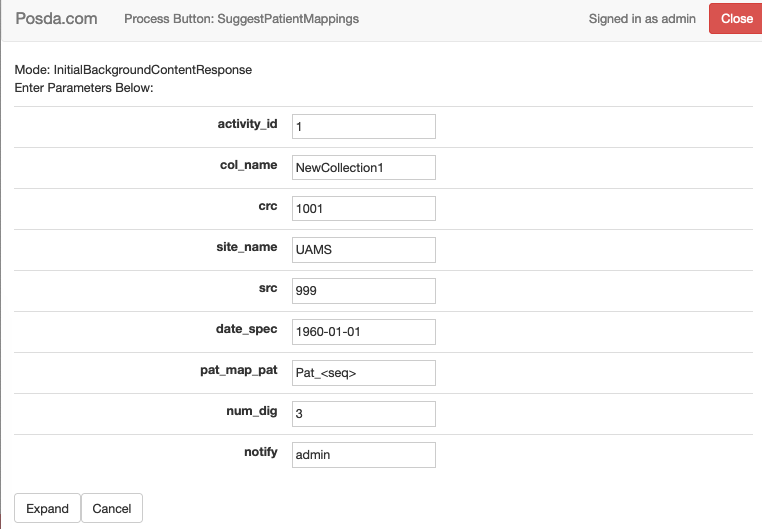 Posda.com Process Button: SuggestPatientMappings Signed in as admin Close
Mode: InitialBackgroundContentResponse
Enter Parameters Below:
activity_id 1
col_name NewCollection1
crc 1001
site_name UAMS
src 999
date_spec 1960-01-01
pat_map_pat Pat_<seq>
num_dig 3
notify admin
Expand Cancel